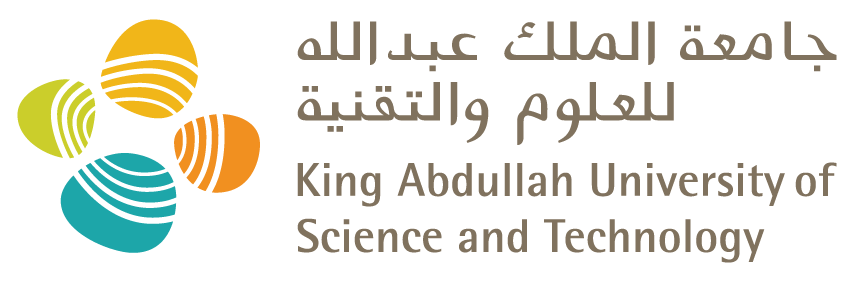 جامعة الملك عبدالله
للعلوم والتقنية
King Abdullah University of
Science and Technology